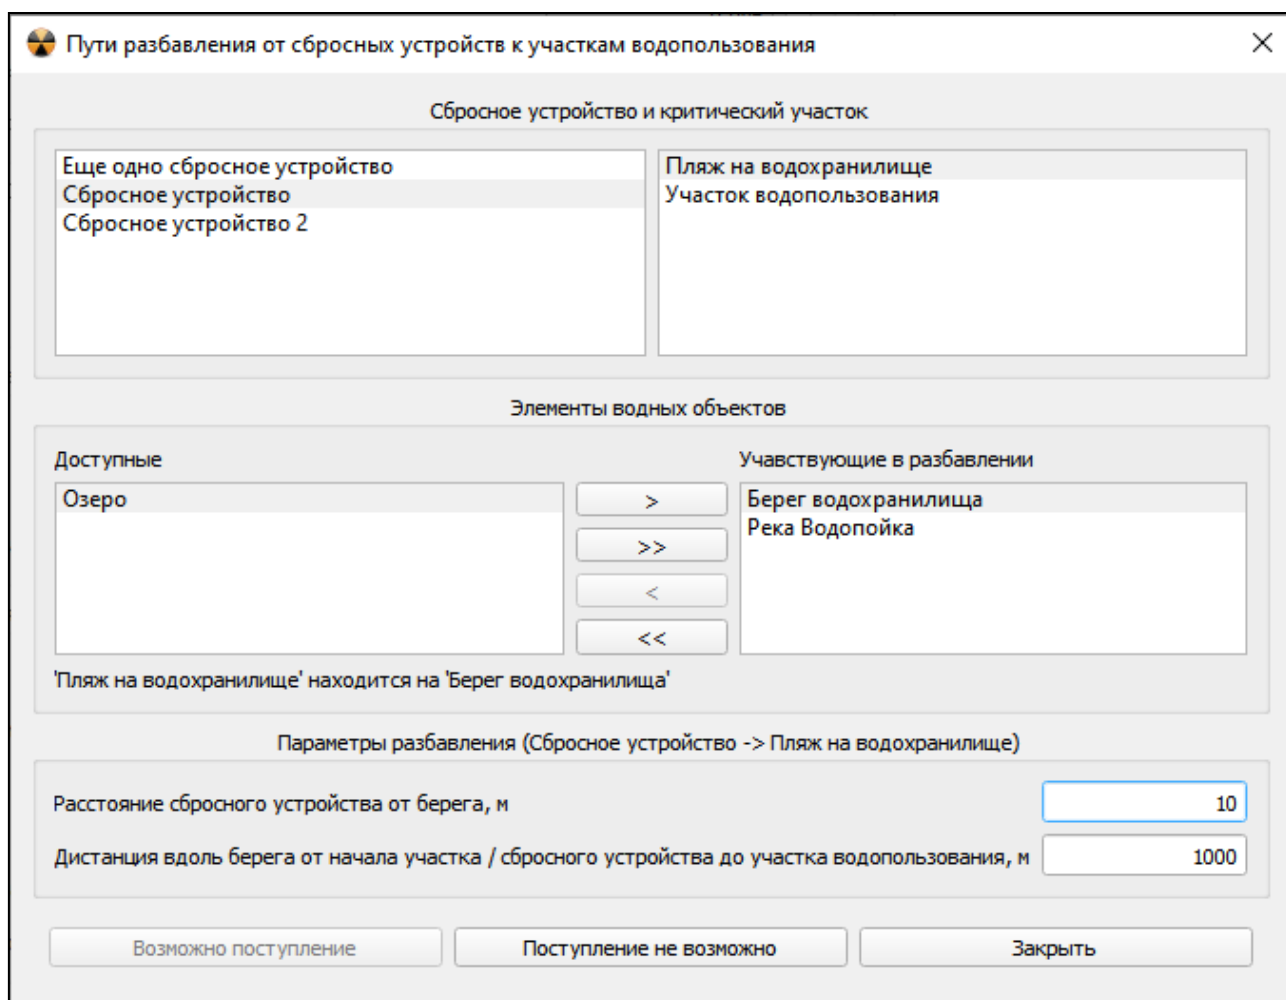 Пути разбавления от сбросных устройств к участкам водопользования
Сбросное устройство и критический участок
Еще одно сбросное устройство
Сбросное устройство
Сбросное устройство 2
Пляж на водохранилище
Участок водопользования
Элементы водных объектов
Доступные
Учавствующие в разбавлении
Озеро
>
>>
<
<<
Берег водохранилища
Река Водопойка
'Пляж на водохранилище' находится на 'Берег водохранилища'
Параметры разбавления (Сбросное устройство -> Пляж на водохранилище)
Расстояние сбросного устройства от берега, м 10
Дистанция вдоль берега от начала участка / сбросного устройства до участка водопользования, м 1000
Возможно поступление Поступление не возможно Закрыть